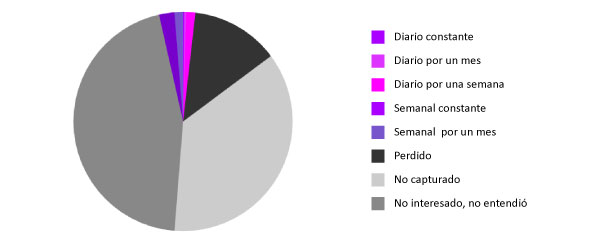 Diario constante
Diario por un mes
Diario por una semana
Semanal constante
Semanal por un mes
Perdido
No capturado
No interesado, no entendió